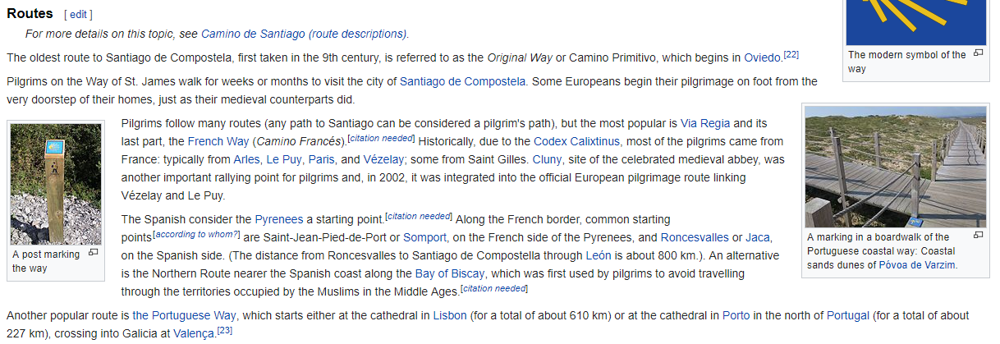 Routes [ edit ]
For more details on this topic, see Camino de Santiago (route descriptions).
The oldest route to Santiago de Compostela, first taken in the 9th century, is referred to as the Original Way or Camino Primitivo, which begins in Oviedo.[22]
The modern symbol of the
way
Pilgrims on the Way of St. James walk for weeks or months to visit the city of Santiago de Compostela. Some Europeans begin their pilgrimage on foot from the
very doorstep of their homes, just as their medieval counterparts did.
Pilgrims follow many routes (any path to Santiago can be considered a pilgrim's path), but the most popular is Via Regia and its
last part, the French Way (Camino Francés).[citation needed] Historically, due to the Codex Calixtinus, most of the pilgrims came from
France: typically from Arles, Le Puy, Paris, and Vézelay; some from Saint Gilles. Cluny, site of the celebrated medieval abbey, was
another important rallying point for pilgrims and, in 2002, it was integrated into the official European pilgrimage route linking
Vézelay and Le Puy.
The Spanish consider the Pyrenees a starting point.[citation needed] Along the French border, common starting
points[according to whom?] are Saint-Jean-Pied-de-Port or Somport, on the French side of the Pyrenees, and Roncesvalles or Jaca,
on the Spanish side. (The distance from Roncesvalles to Santiago de Compostella through León is about 800 km.). An alternative
is the Northern Route nearer the Spanish coast along the Bay of Biscay, which was first used by pilgrims to avoid travelling
through the territories occupied by the Muslims in the Middle Ages.[citation needed]
A post marking
the way
A marking in a boardwalk of the
Portuguese coastal way: Coastal
sands dunes of Póvoa de Varzim.
Another popular route is the Portuguese Way, which starts either at the cathedral in Lisbon (for a total of about 610 km) or at the cathedral in Porto in the north of Portugal (for a total of about
227 km), crossing into Galicia at Valença.[23]